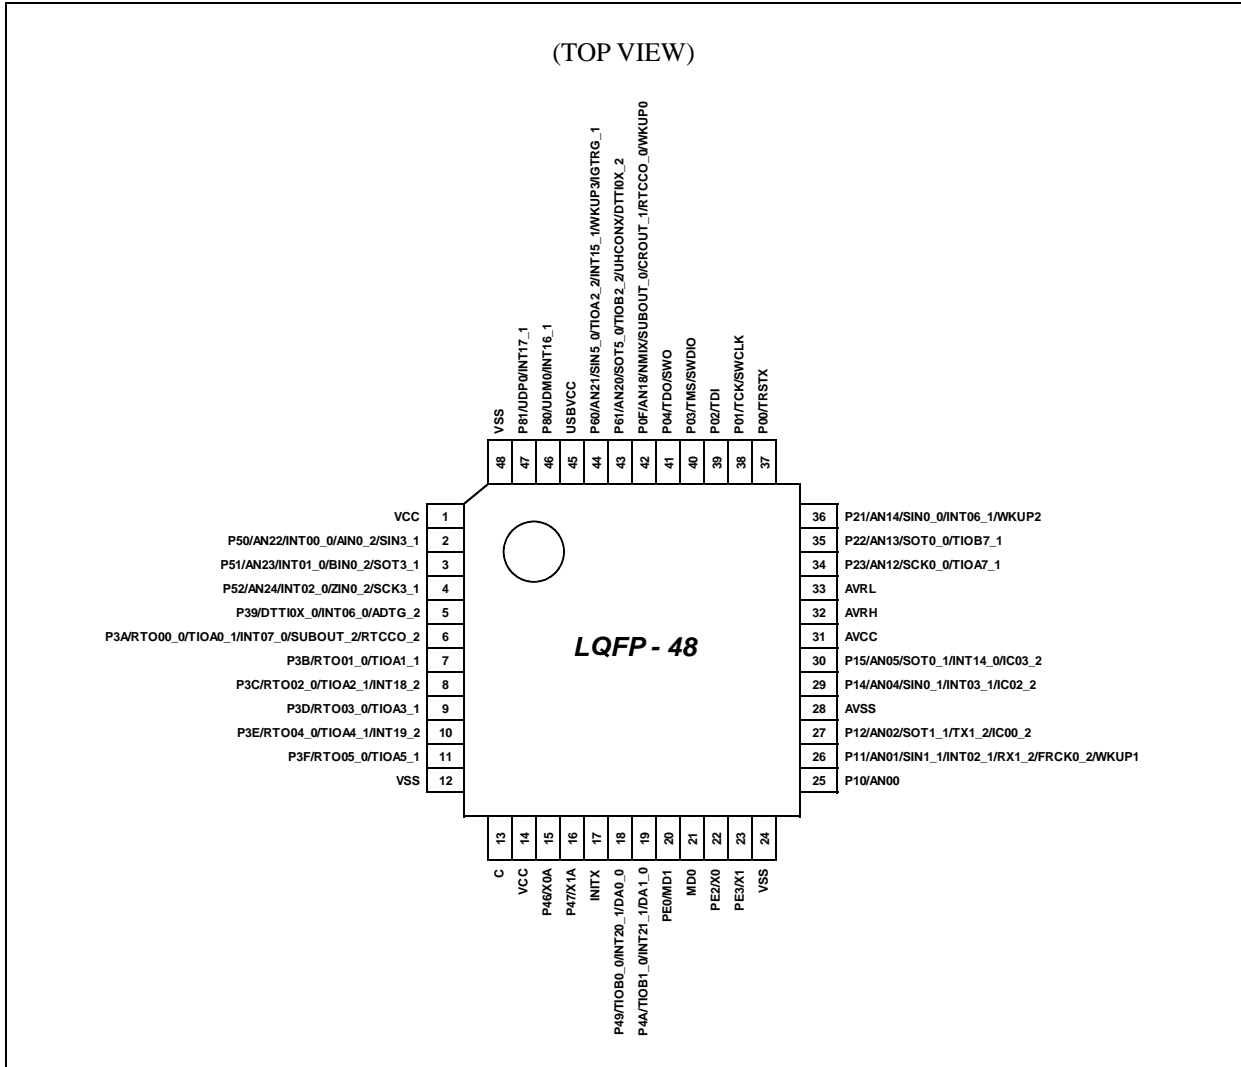 (TOP VIEW)
VSS
P81/UDP0/INT17_1
P80/UDM0/INT16_1
USBVCC
P60/AN21/SIN5_0/TIOA2_2/INT15_1/WKUP3/IGTRG_1
P61/AN20/SOT5_0/TIOB2_2/UHCONX/DTTI0X_2
P0F/AN18/NMIX/SUBOUT_0/CROUT_1/RTCCO_0/WKUP0
P04/TDO/SWO
P03/TMS/SWDIO
P02/TDI
P01/TCK/SWCLK
P00/TRSTX
48 47 46 45 44 43 42 41 40 39 38 37
VCC 1
P50/AN22/INT00_0/AIN0_2/SIN3_1 2
P51/AN23/INT01_0/BIN0_2/SOT3_1 3
P52/AN24/INT02_0/ZIN0_2/SCK3_1 4
P39/DTTI0X_0/INT06_0/ADTG_2 5
P3A/RTO00_0/TIOA0_1/INT07_0/SUBOUT_2/RTCCO_2 6
P3B/RTO01_0/TIOA1_1 7
P3C/RTO02_0/TIOA2_1/INT18_2 8
P3D/RTO03_0/TIOA3_1 9
P3E/RTO04_0/TIOA4_1/INT19_2 10
P3F/RTO05_0/TIOA5_1 11
VSS 12
LQFP - 48
36 P21/AN14/SIN0_0/INT06_1/WKUP2
35 P22/AN13/SOT0_0/TIOB7_1
34 P23/AN12/SCK0_0/TIOA7_1
33 AVRL
32 AVRH
31 AVCC
30 P15/AN05/SOT0_1/INT14_0/IC03_2
29 P14/AN04/SIN0_1/INT03_1/IC02_2
28 AVSS
27 P12/AN02/SOT1_1/TX1_2/IC00_2
26 P11/AN01/SIN1_1/INT02_1/RX1_2/FRCK0_2/WKUP1
25 P10/AN00
13 14 15 16 17 18 19 20 21 22 23 24
C
VCC
P46/X0A
P47/X1A
INITX
P49/TIOB0_0/INT20_1/DA0_0
P4A/TIOB1_0/INT21_1/DA1_0
PE0/MD1
MD0
PE2/X0
PE3/X1
VSS